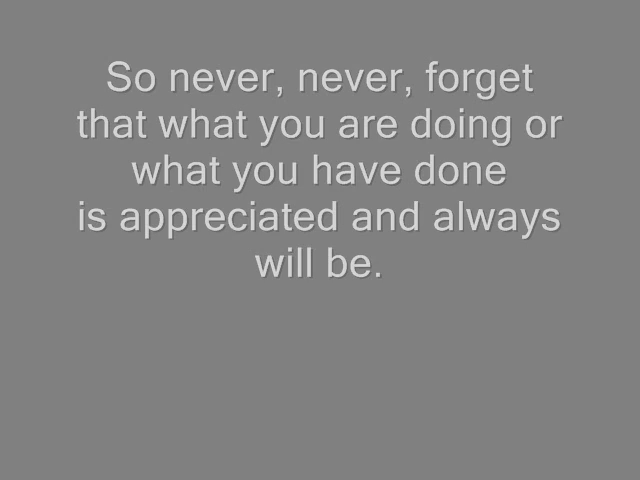 So never, never, forget
that what you are doing or
what you have done
is appreciated and always
will be.